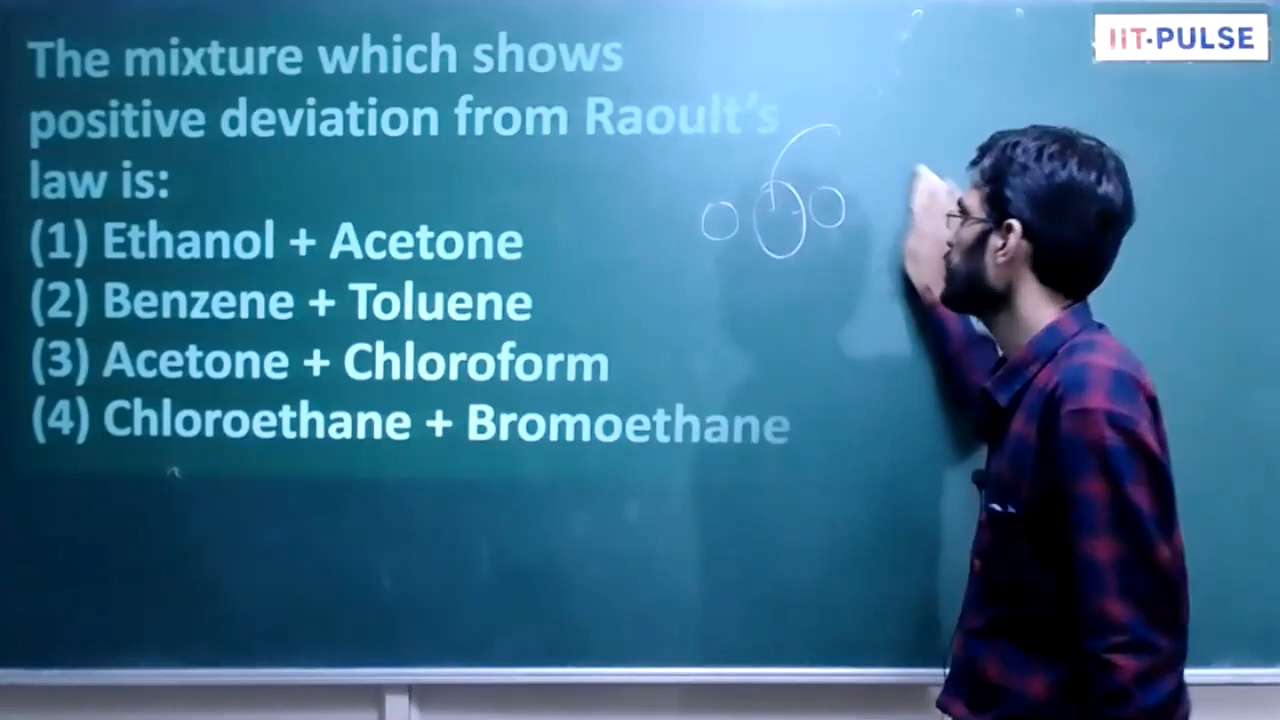 The mixture which shows
positive deviation from Raoult's
law is:
(1) Ethanol + Acetone
(2) Benzene + Toluene
(3) Acetone + Chloroform
(4) Chloroethane + Bromoethane
IIT-PULSE